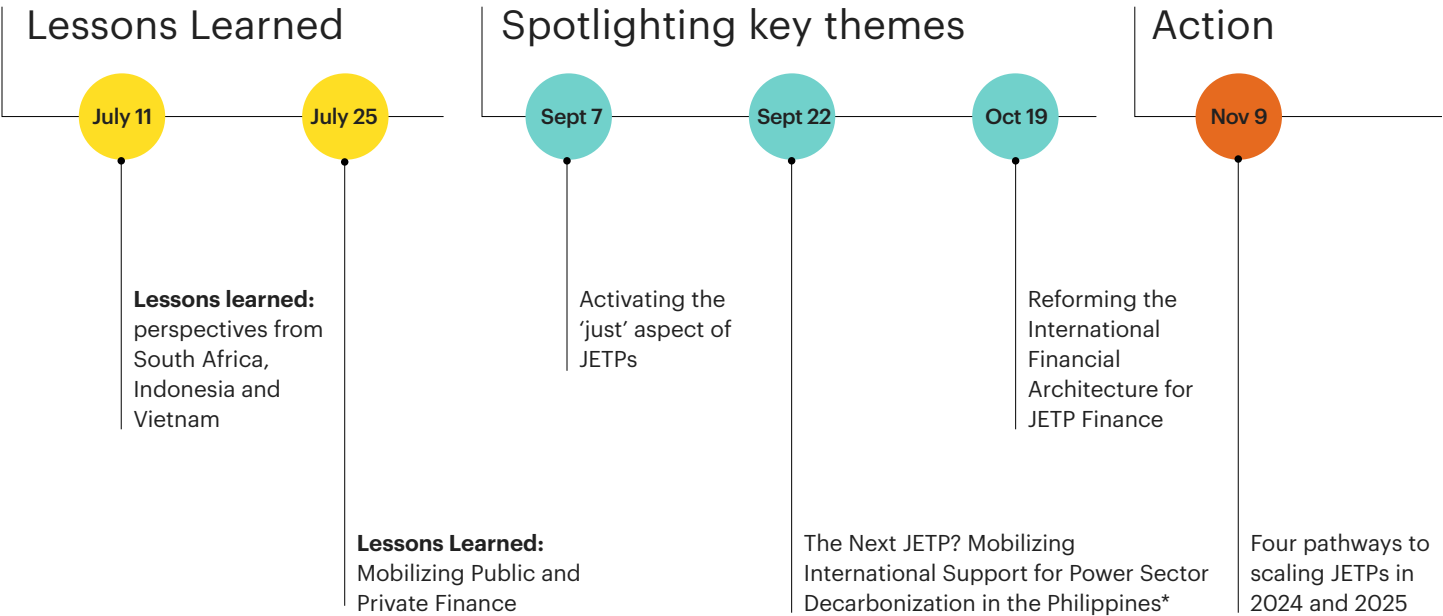 Lessons Learned
Spotlighting key themes
Action
July 11
July 25
Sept 7
Sept 22
Oct 19
Nov 9
Lessons learned:
perspectives from
South Africa,
Indonesia and
Vietnam
Activating the
‘just’ aspect of
JETPs
Reforming the
International
Financial
Architecture for
JETP Finance
Lessons Learned:
Mobilizing Public and
Private Finance
The Next JETP? Mobilizing
International Support for Power Sector
Decarbonization in the Philippines*
Four pathways to
scaling JETPs in
2024 and 2025